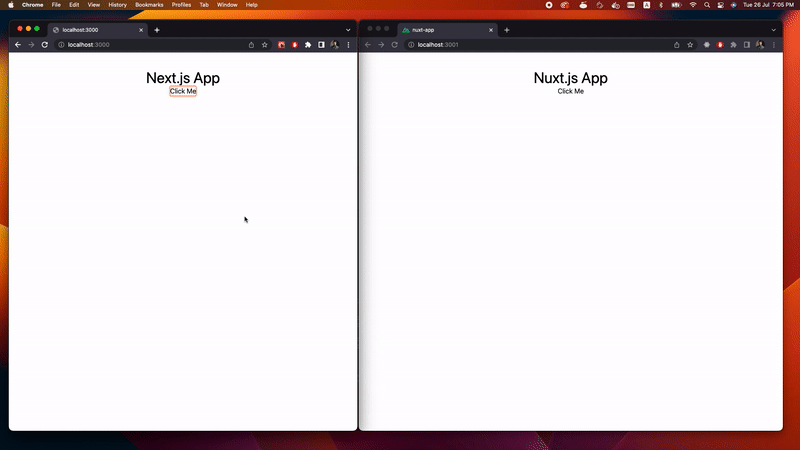 Chrome File Edit View History Bookmarks Profiles Tab Window Help
Tue 26 Jul 7:05 PM
localhost:3000
localhost:3000
Next.js App
Click Me
nuxt-app
localhost:3001
Nuxt.js App
Click Me